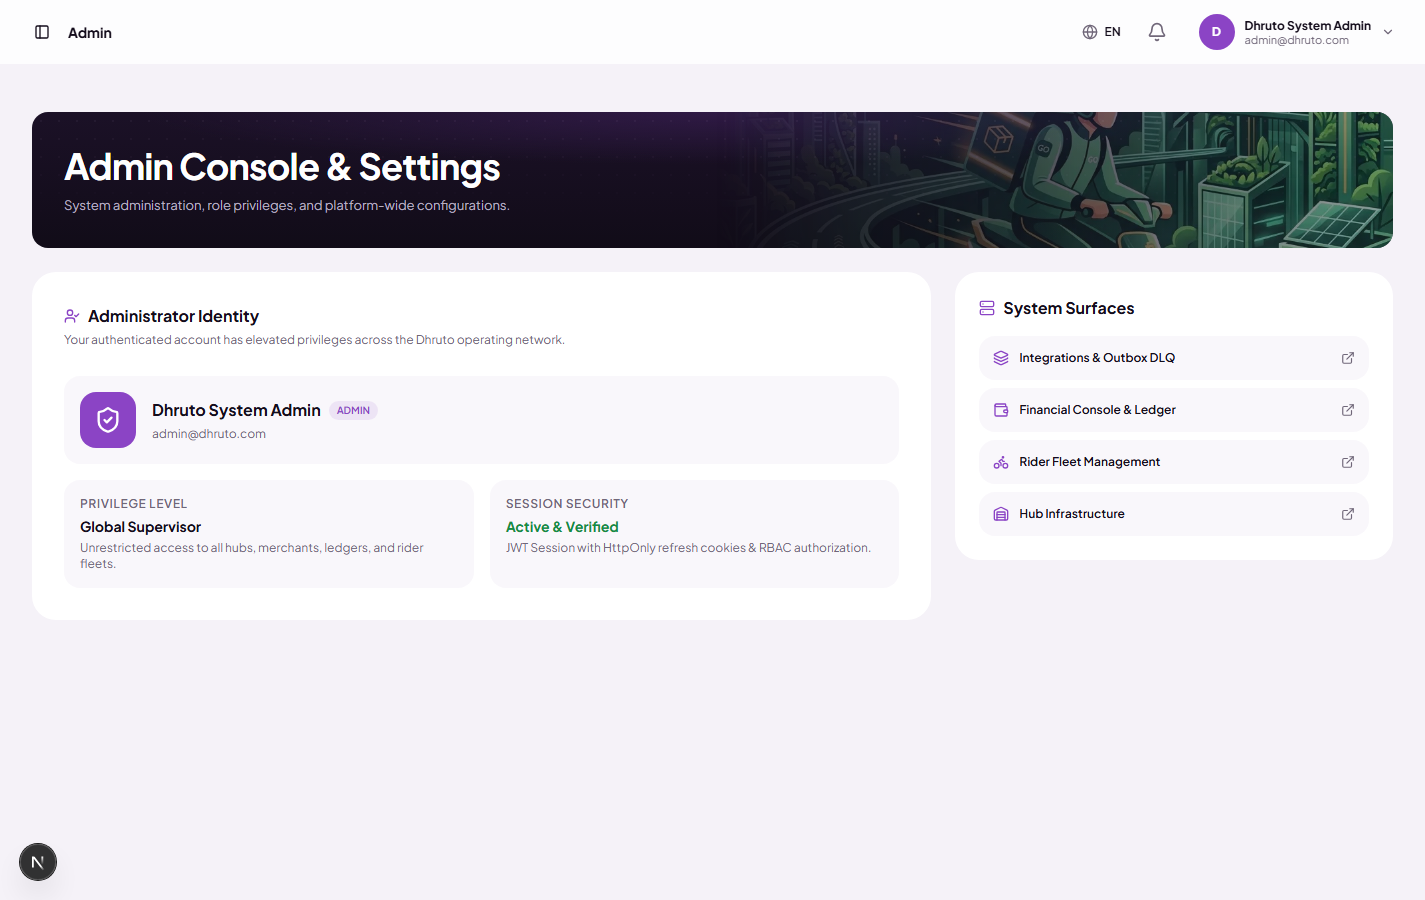 Admin
EN
D
Dhruto System Admin
admin@dhruto.com
Admin Console & Settings
System administration, role privileges, and platform-wide configurations.
GO
GO
Administrator Identity
Your authenticated account has elevated privileges across the Dhruto operating network.
Dhruto System Admin ADMIN
admin@dhruto.com
PRIVILEGE LEVEL
Global Supervisor
Unrestricted access to all hubs, merchants, ledgers, and rider
fleets.
SESSION SECURITY
Active & Verified
JWT Session with HttpOnly refresh cookies & RBAC authorization.
System Surfaces
Integrations & Outbox DLQ
Financial Console & Ledger
Rider Fleet Management
Hub Infrastructure
N